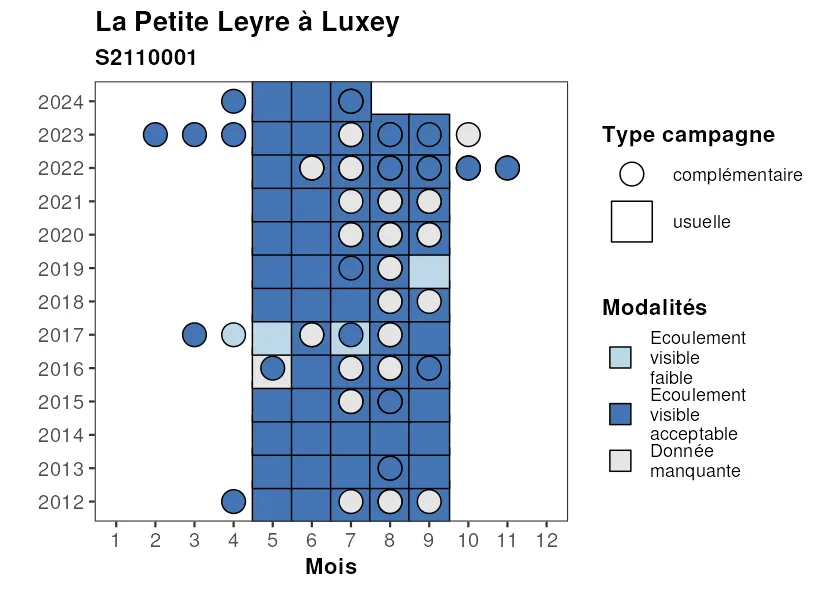 La Petite Leyre à Luxey
S2110001
2024
2023
2022
2021
2020
2019
2018
2017
2016
2015
2014
2013
2012
1 2 3 4 5 6 7 8 9 10 11 12
Mois
Type campagne
complémentaire
usuelle
Modalités
Ecoulement
visible
faible
Ecoulement
visible
acceptable
Donnée
manquante